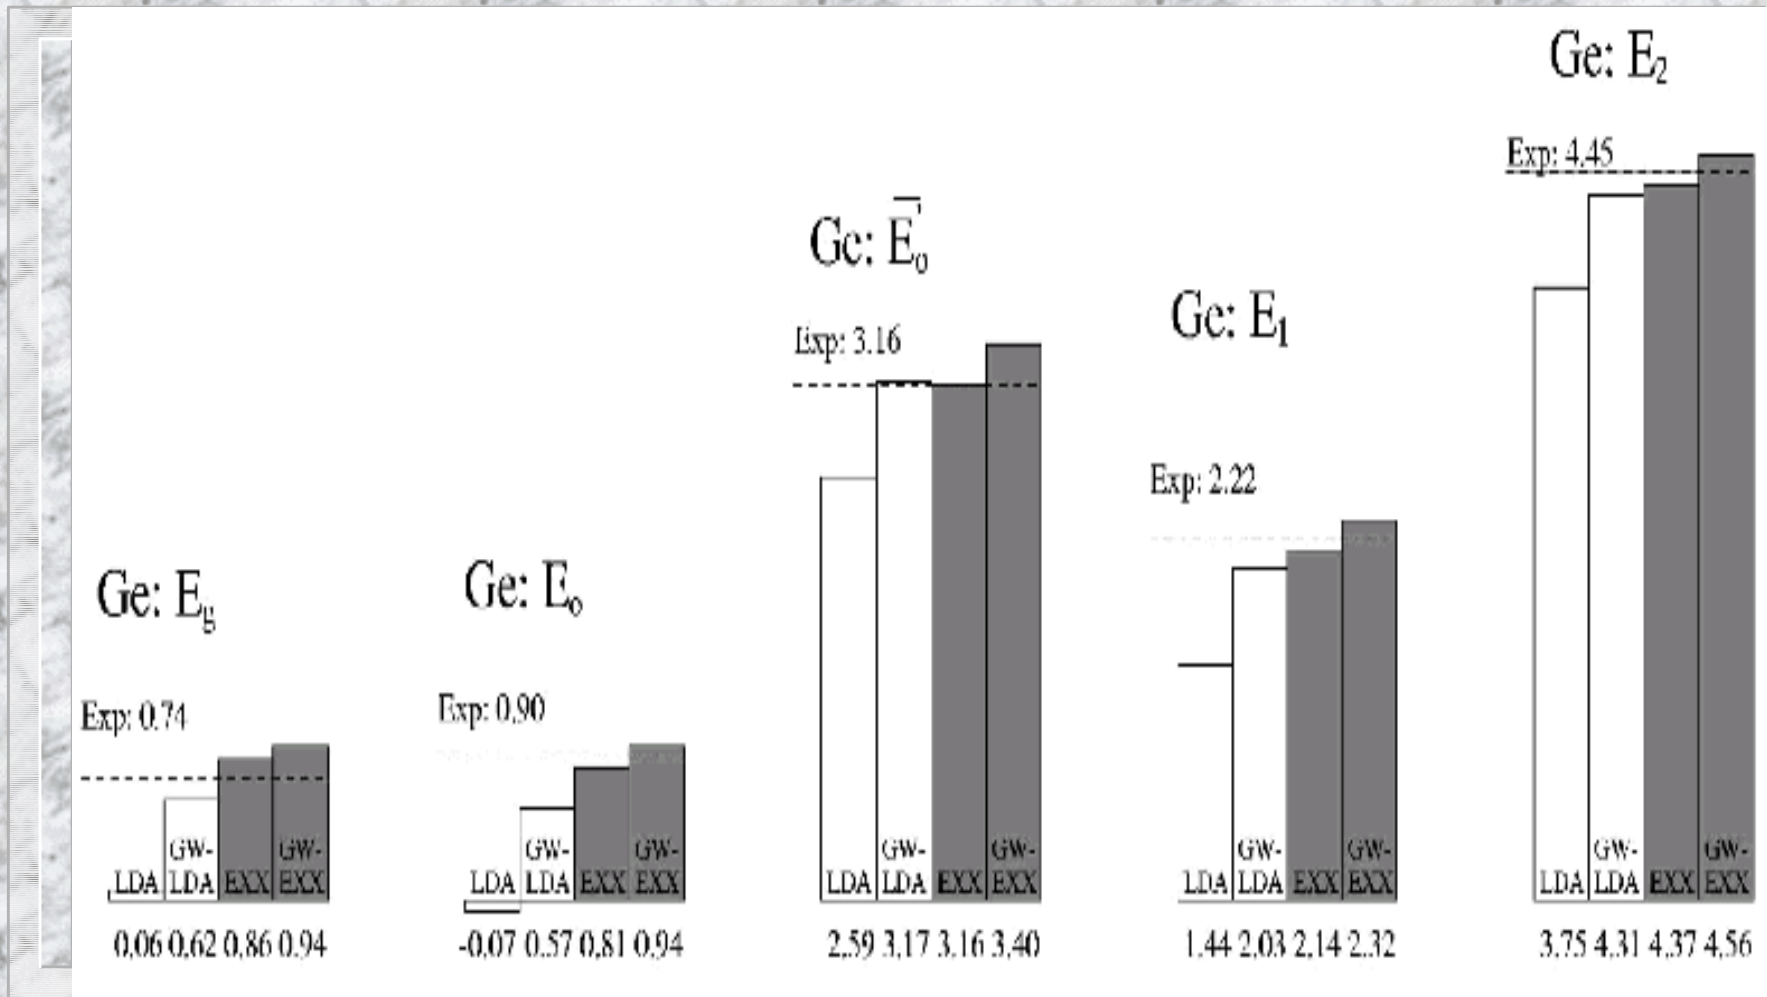 Ge: E₂
Exp: 4.45
Ge: E̅₀'
Exp: 3.16
Ge: E₁
Exp: 2.22
Ge: E_g
Exp: 0.74
Ge: E₀
Exp: 0.90
LDA GW-LDA EXX GW-EXX
0.06 0.62 0.86 0.94
LDA GW-LDA EXX GW-EXX
-0.07 0.57 0.81 0.94
LDA GW-LDA EXX GW-EXX
2.59 3.17 3.16 3.40
LDA GW-LDA EXX GW-EXX
1.44 2.03 2.14 2.32
LDA GW-LDA EXX GW-EXX
3.75 4.31 4.37 4.56